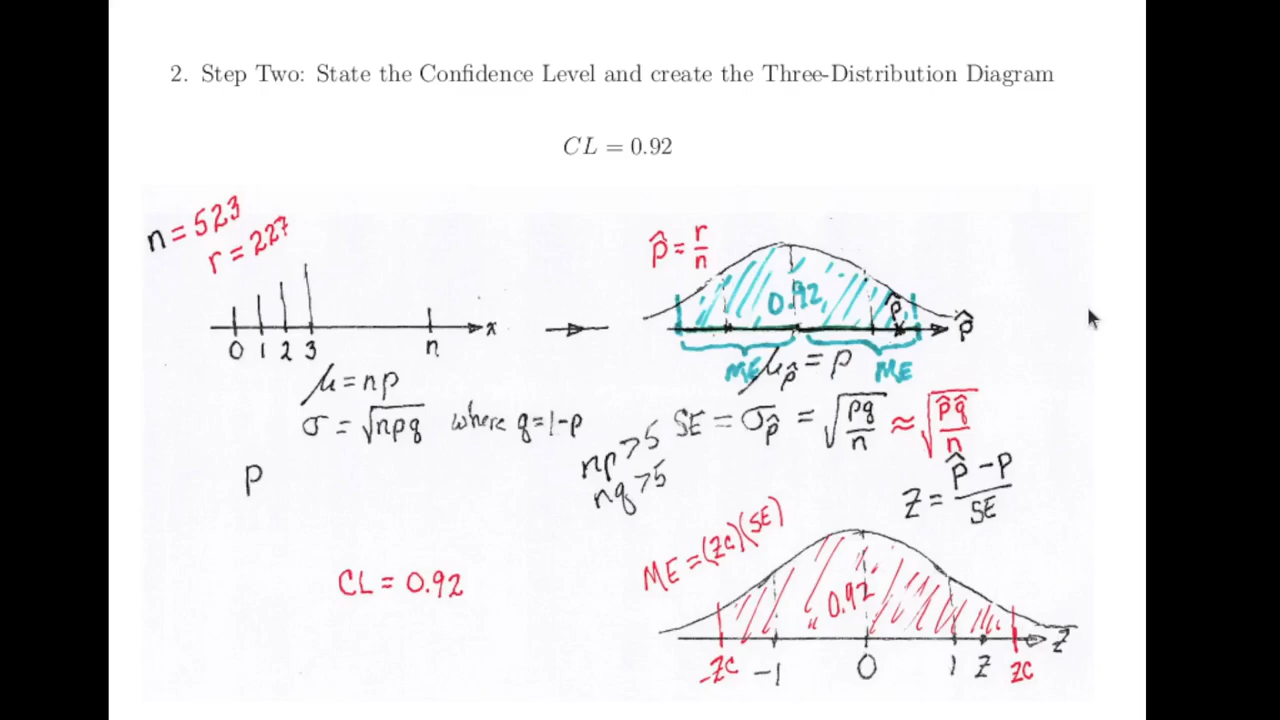 2. Step Two: State the Confidence Level and create the Three-Distribution Diagram
CL = 0.92
n = 523
r = 227
0 1 2 3 n x
μ = np
σ = √npq where q = 1-p
p
CL = 0.92
p̂ = r/n
0.92
p̂
p̂
ME μp̂ = p ME
np > 5
nq > 5
SE = σp̂ = √pq/n ≈ √p̂q̂/n
z = p̂ - p / SE
ME = (zc)(SE)
0.92
-zc -1 0 1 z zc z